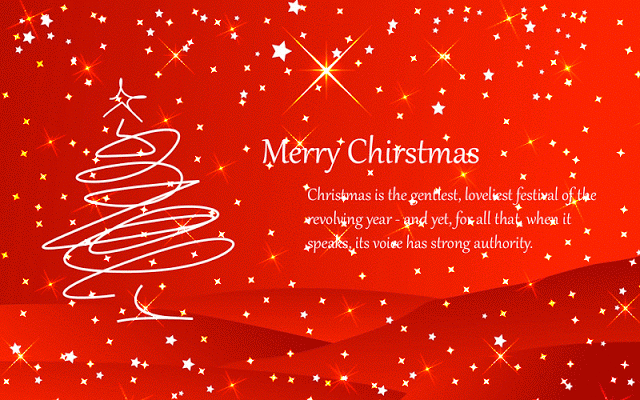 Merry Chirstmas
Christmas is the gentlest, loveliest festival of the
revolving year - and yet, for all that, when it
speaks, its voice has strong authority.